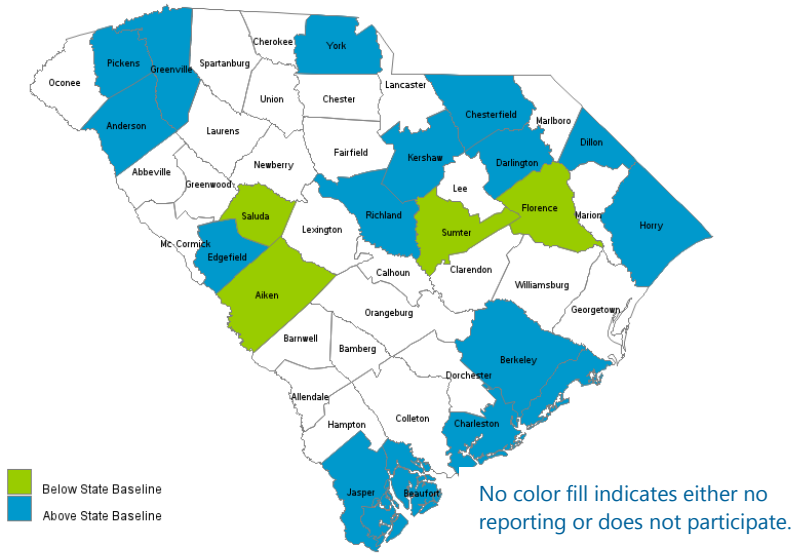 Cherokee
York
Pickens
Greenville
Spartanburg
Oconee
Union
Chester
Lancaster
Chesterfield
Marlboro
Anderson
Laurens
Dillon
Fairfield
Kershaw
Darlington
Abbeville
Newberry
Greenwood
Lee
Florence
Marion
Saluda
Richland
Horry
Lexington
Sumter
Mc Cormick
Edgefield
Calhoun
Clarendon
Williamsburg
Aiken
Orangeburg
Georgetown
Barnwell
Bamberg
Berkeley
Dorchester
Allendale
Colleton
Charleston
Hampton
Jasper
Beaufort
Below State Baseline
Above State Baseline
No color fill indicates either no
reporting or does not participate.